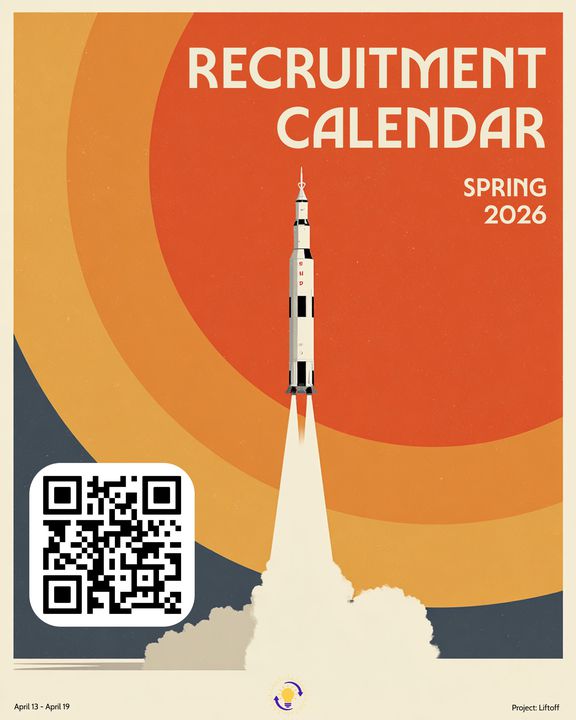 RECRUITMENT
CALENDAR
SPRING
2026
April 13 - April 19
Project: Liftoff